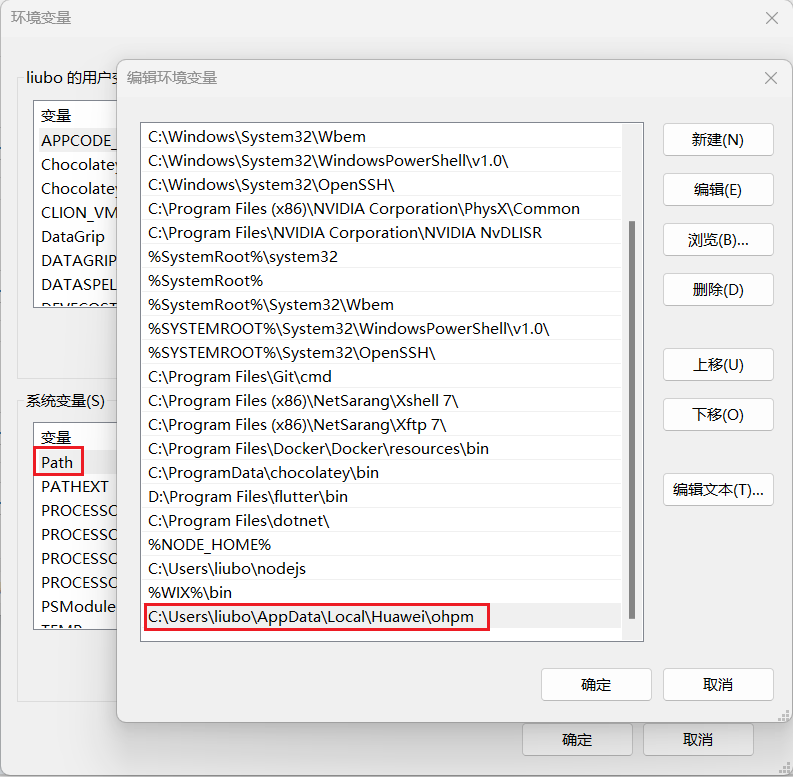 环境变量
liubo 的用户变
编辑环境变量
变量
APPCODE_
Chocolatey
Chocolatey
CLION_VM
DataGrip
DATAGRIP
DATASPEL
DEVECOST
系统变量(S)
变量
Path
PATHEXT
PROCESSO
PROCESSO
PROCESSO
PROCESSO
PSModule
TEMP
C:\Windows\System32\Wbem
C:\Windows\System32\WindowsPowerShell\v1.0\
C:\Windows\System32\OpenSSH\
C:\Program Files (x86)\NVIDIA Corporation\PhysX\Common
C:\Program Files\NVIDIA Corporation\NVIDIA NvDLISR
%SystemRoot%\system32
%SystemRoot%
%SystemRoot%\System32\Wbem
%SYSTEMROOT%\System32\WindowsPowerShell\v1.0\
%SYSTEMROOT%\System32\OpenSSH\
C:\Program Files\Git\cmd
C:\Program Files (x86)\NetSarang\Xshell 7\
C:\Program Files (x86)\NetSarang\Xftp 7\
C:\Program Files\Docker\Docker\resources\bin
C:\ProgramData\chocolatey\bin
D:\Program Files\flutter\bin
C:\Program Files\dotnet\
%NODE_HOME%
C:\Users\liubo\nodejs
%WIX%\bin
C:\Users\liubo\AppData\Local\Huawei\ohpm
新建(N)
编辑(E)
浏览(B)...
删除(D)
上移(U)
下移(O)
编辑文本(T)...
确定
取消
确定
取消